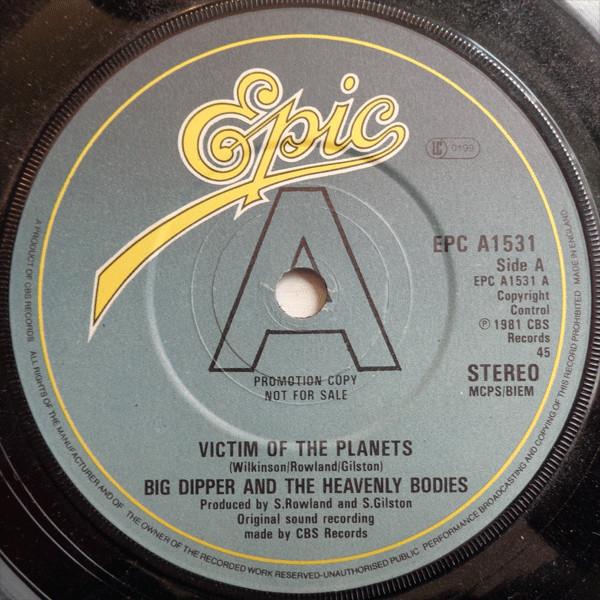 Epic
LC 0199
A
EPC A1531
Side A
EPC A1531 A
Copyright
Control
℗ 1981 CBS
Records
45
STEREO
MCPS/BIEM
PROMOTION COPY
NOT FOR SALE
VICTIM OF THE PLANETS
(Wilkinson/Rowland/Gilston)
BIG DIPPER AND THE HEAVENLY BODIES
Produced by S.Rowland and S.Gilston
Original sound recording
made by CBS Records
A PRODUCT OF CBS RECORDS ALL RIGHTS OF THE MANUFACTURER AND OF THE OWNER OF THE RECORDED WORK RESERVED-UNAUTHORISED PUBLIC PERFORMANCE BROADCASTING AND COPYING OF THIS RECORD PROHIBITED MADE IN ENGLAND